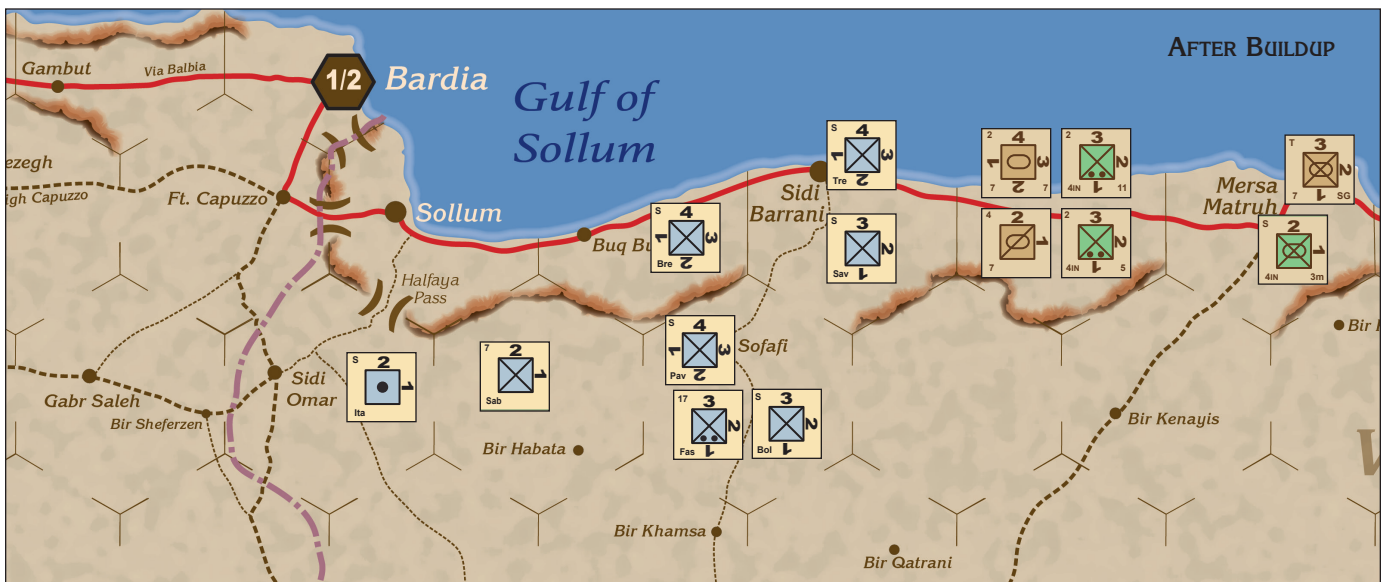 AFTER BUILDUP
Gambut
Via Balbia
1/2
Bardia
Gulf of
Sollum
ezegh
igh Capuzzo
Ft. Capuzzo
Sollum
Halfaya
Pass
Buq Bu
Sidi
Barrani
Mersa
Matruh
S 4 3 2 1 Tre
S 4 3 2 1 Bre
S 3 2 1 Sav
2 4 3 2 1 7 7
2 3 2 1 4IN 11
4 2 1 7
2 3 2 1 4IN 5
T 3 2 1 7 SG
S 2 1 4IN 3m
Gabr Saleh
Bir Sheferzen
Sidi
Omar
S 2 1 Ita
7 2 1 Sab
Bir Habata
S 4 3 2 1 Pav
Sofafi
17 3 2 1 Fas
S 3 2 1 Bol
Bir Kenayis
Bir
Bir Khamsa
Bir Qatrani